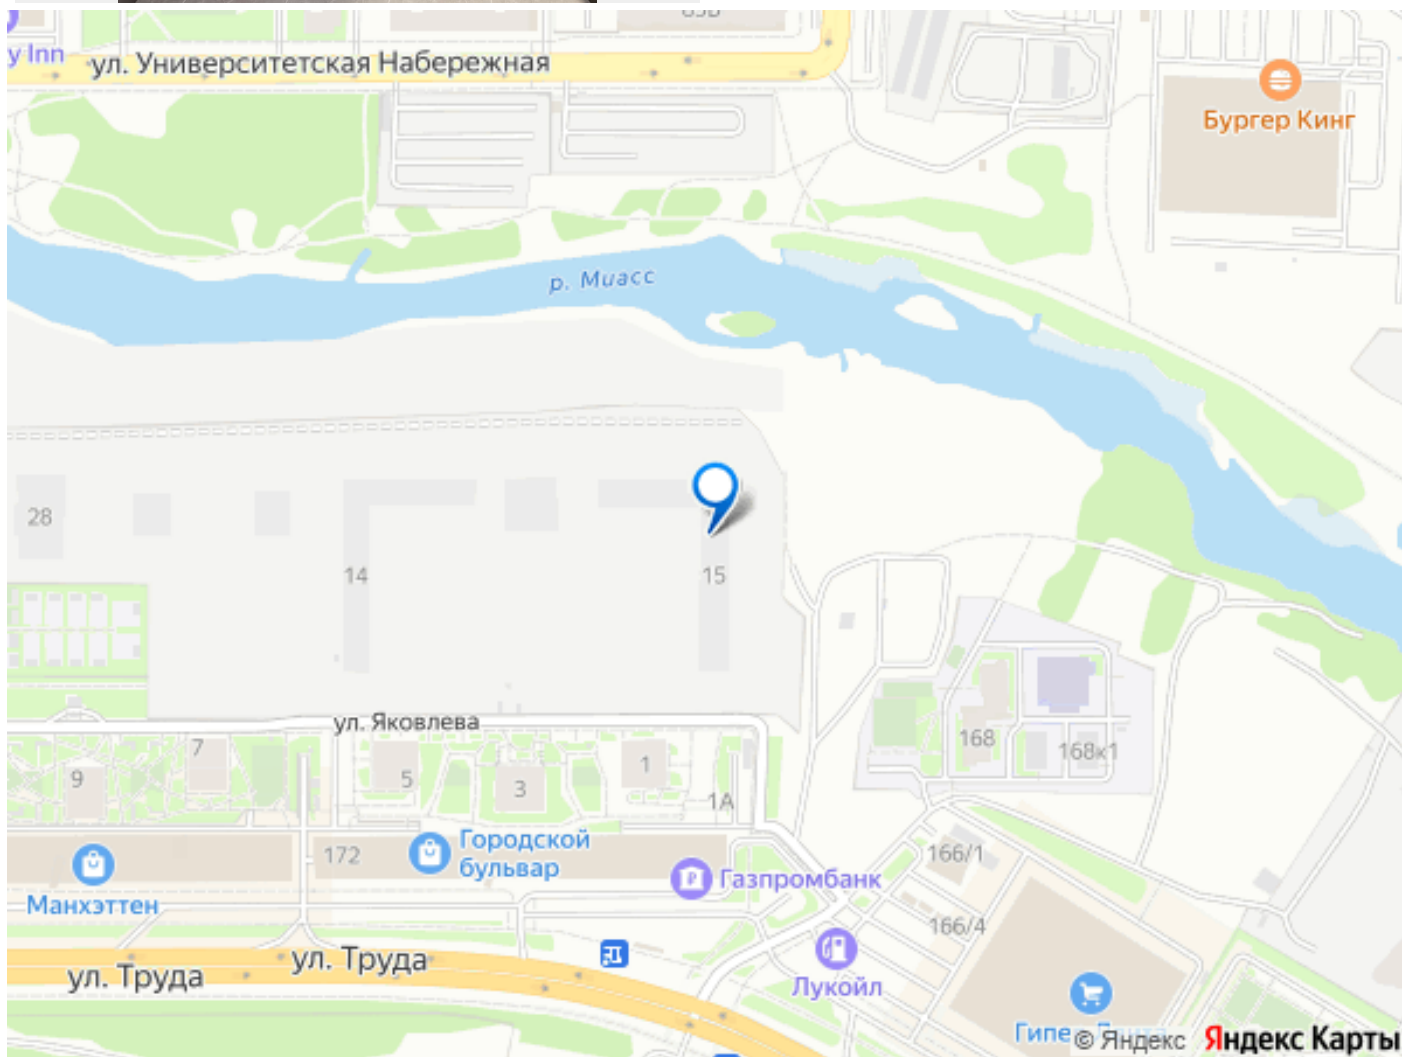 y Inn
ул. Университетская Набережная
Бургер Кинг
р. Миасс
28
14
15
ул. Яковлева
7
9
5
3
1
1А
168
168к1
172
Городской
бульвар
Манхэттен
Газпромбанк
166/1
166/4
ул. Труда
ул. Труда
Лукойл
© Яндекс
Яндекс Карты